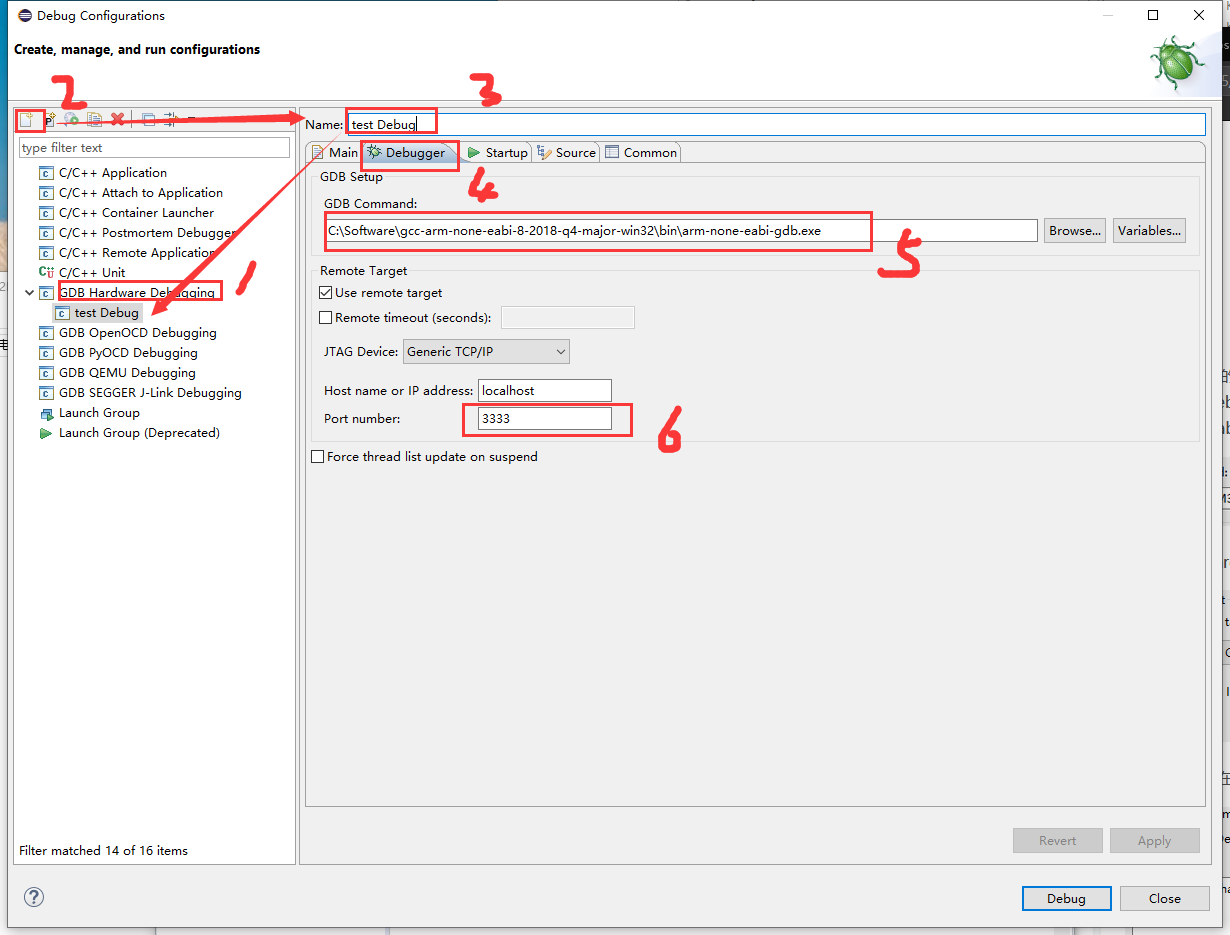 Debug Configurations
Create, manage, and run configurations
2
3
Name: test Debug
type filter text
Main Debugger Startup Source Common
4
C/C++ Application
C/C++ Attach to Application
C/C++ Container Launcher
C/C++ Postmortem Debugger
C/C++ Remote Application
C/C++ Unit
GDB Hardware Debugging
1
test Debug
GDB OpenOCD Debugging
GDB PyOCD Debugging
GDB QEMU Debugging
GDB SEGGER J-Link Debugging
Launch Group
Launch Group (Deprecated)
Filter matched 14 of 16 items
GDB Setup
GDB Command:
C:\Software\gcc-arm-none-eabi-8-2018-q4-major-win32\bin\arm-none-eabi-gdb.exe
Browse... Variables...
5
Remote Target
Use remote target
Remote timeout (seconds):
JTAG Device: Generic TCP/IP
Host name or IP address: localhost
Port number: 3333
6
Force thread list update on suspend
Revert Apply
Debug Close